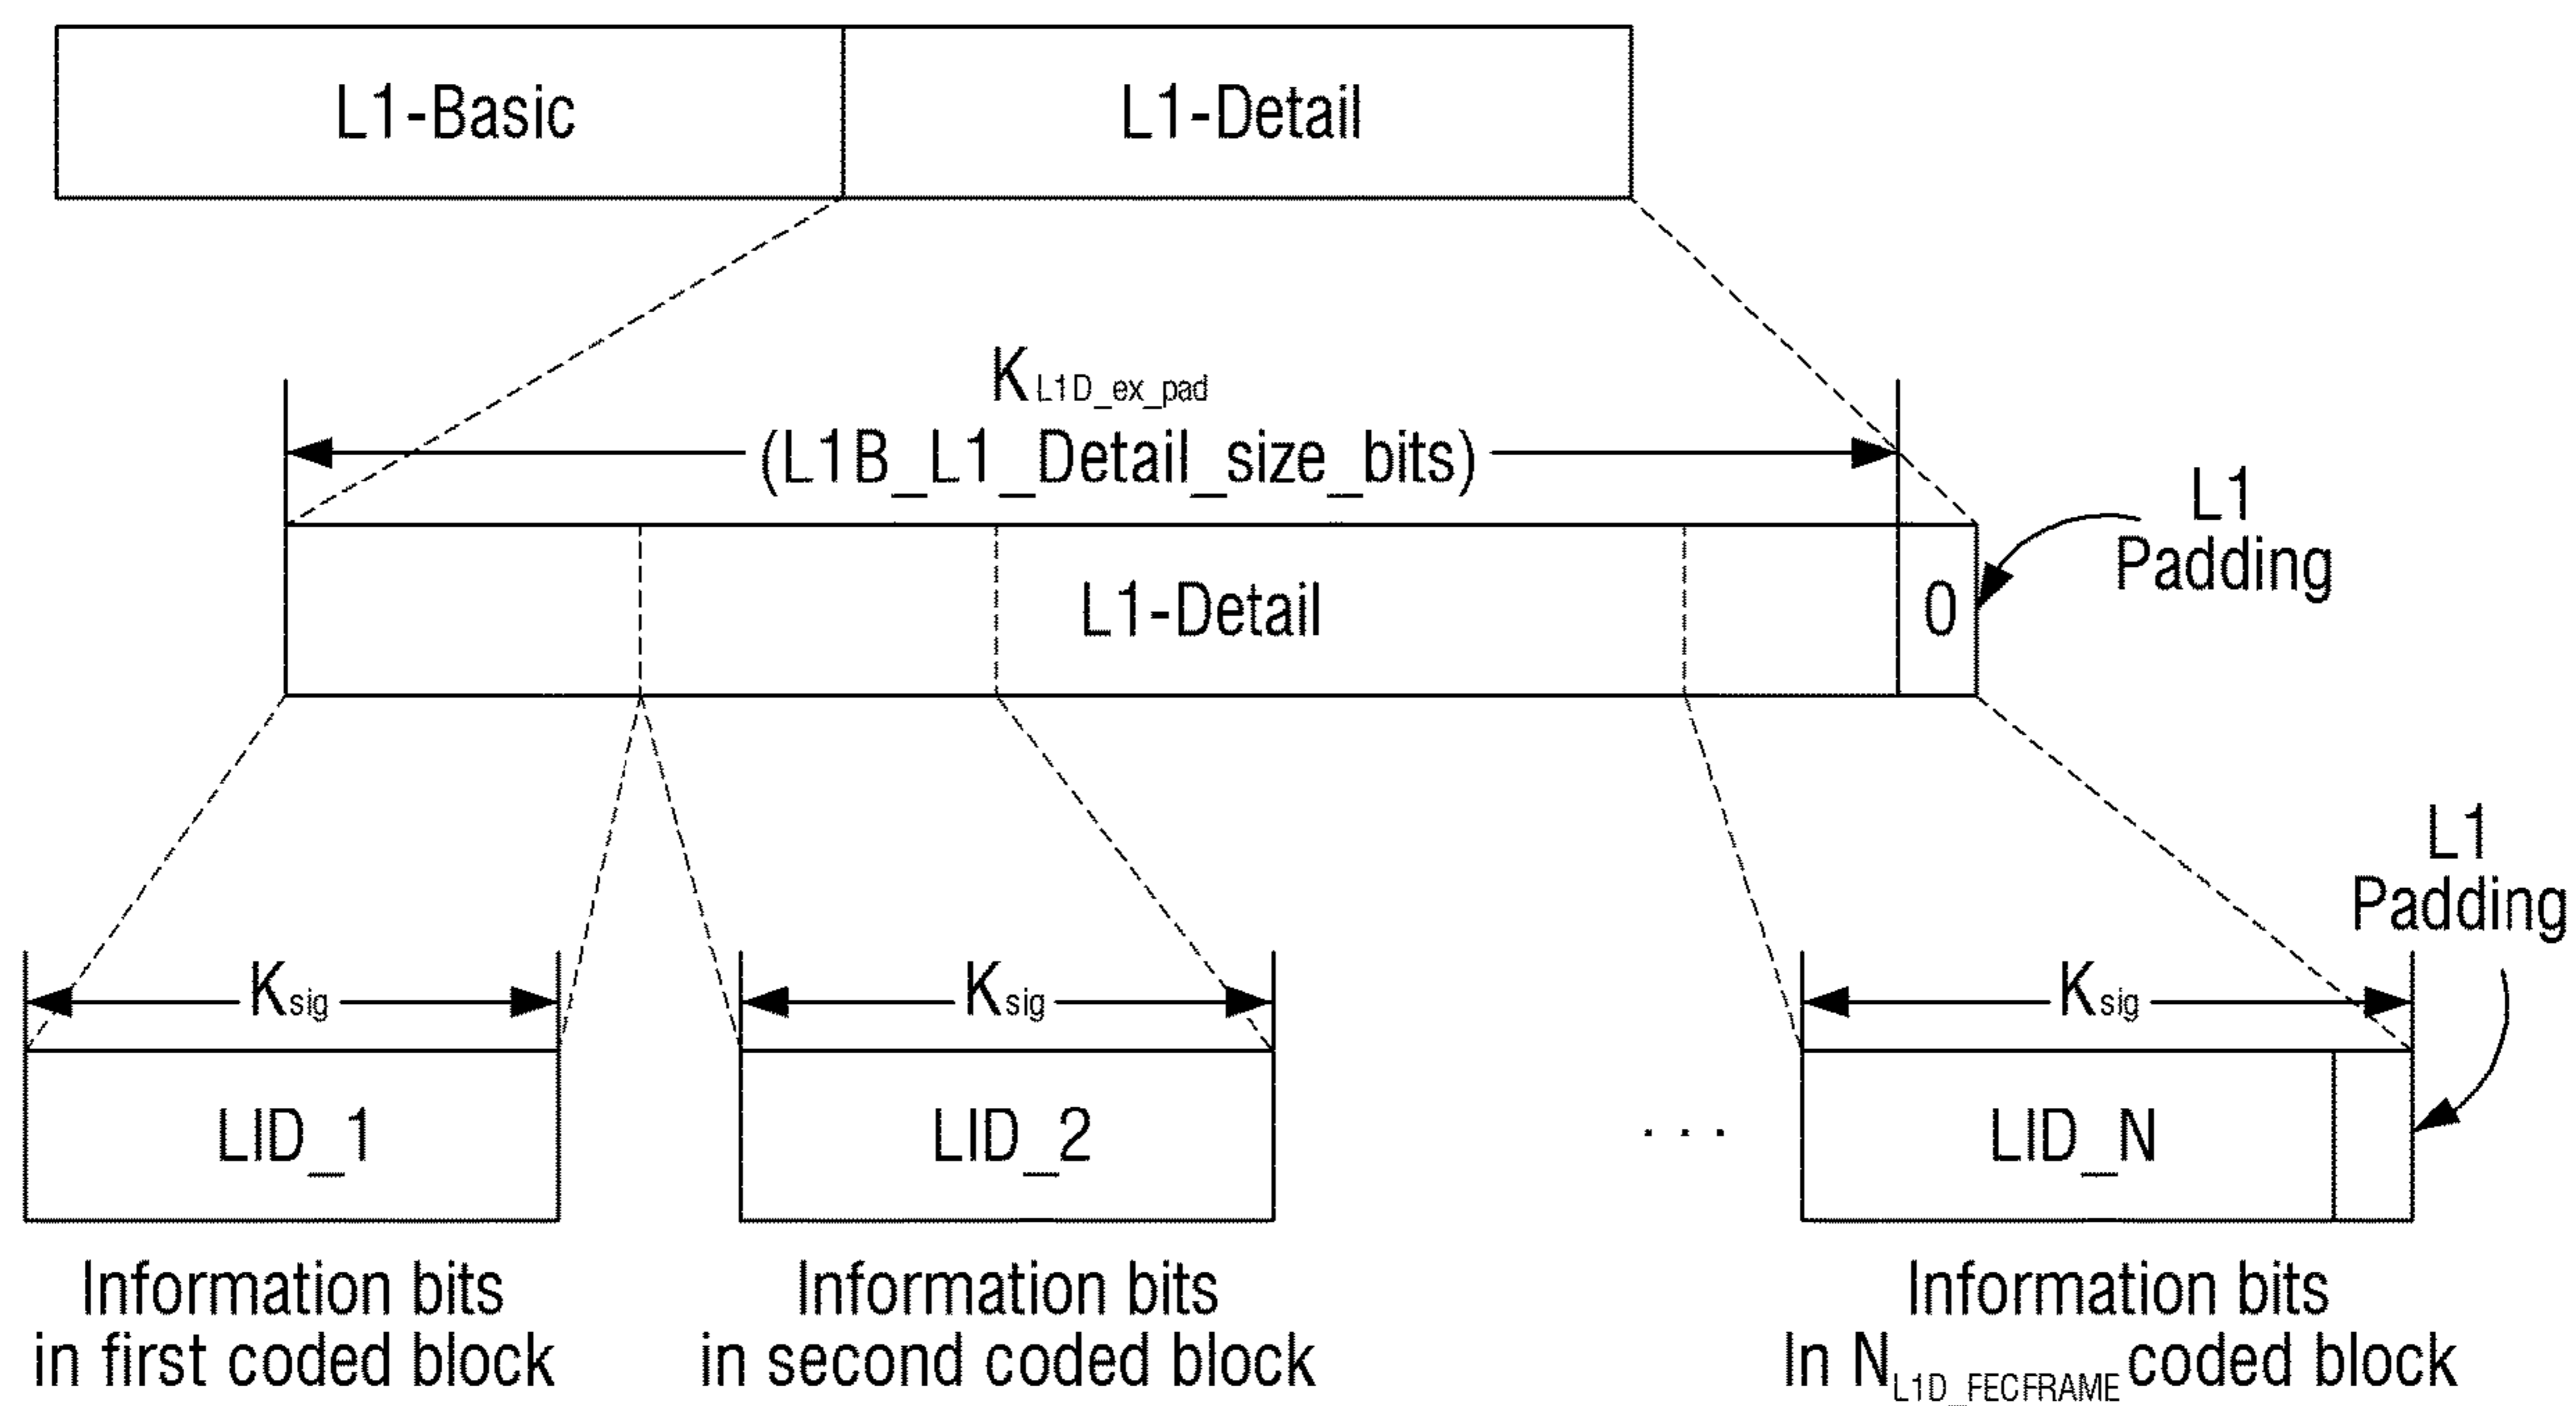 L1-Basic
L1-Detail
K L1D_ex_pad
(L1B_L1_Detail_size_bits)
L1
Padding
L1-Detail
0
L1
Padding
Ksig
Ksig
Ksig
LID_1
LID_2
. . .
LID_N
Information bits
in first coded block
Information bits
in second coded block
Information bits
In NL1D_FECFRAME coded block